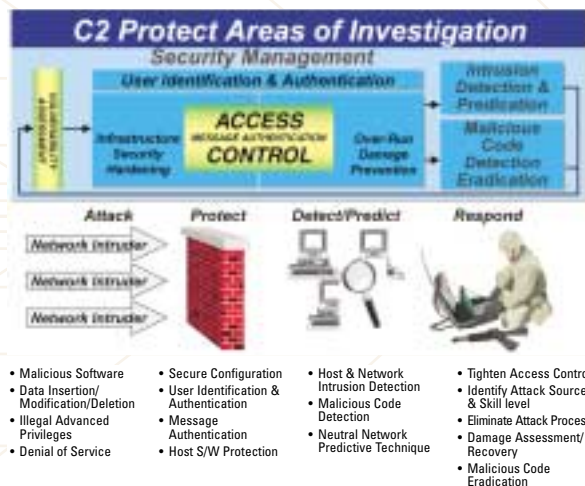 C2 Protect Areas of Investigation
Security Management
User Identification & Authentication
Intrusion
Detection &
Predication
ACCESS
MESSAGE AUTHENTICATION
CONTROL
Infrastructure
Security
Hardening
Over-Run
Damage
Prevention
Malicious
Code
Detection
Eradication
Attack
Protect
Detect/Predict
Respond
Network Intruder
Network Intruder
Network Intruder
• Malicious Software
• Data Insertion/
Modification/Deletion
• Illegal Advanced
Privileges
• Denial of Service
• Secure Configuration
• User Identification &
Authentication
• Message
Authentication
• Host S/W Protection
• Host & Network
Intrusion Detection
• Malicious Code
Detection
• Neutral Network
Predictive Technique
• Tighten Access Contro
• Identify Attack Source
& Skill level
• Eliminate Attack Proces
• Damage Assessment/
Recovery
• Malicious Code
Eradication